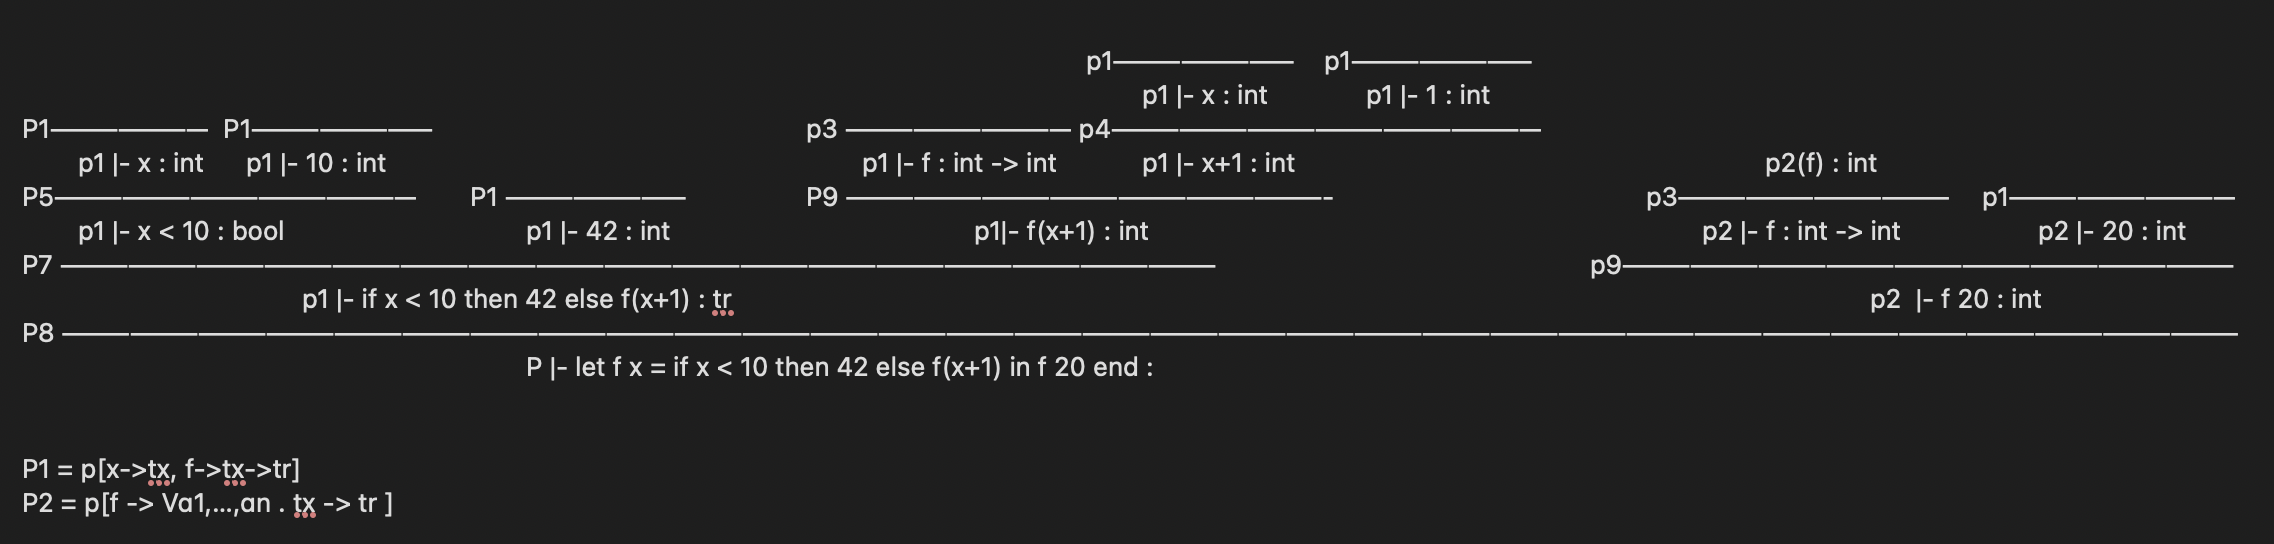 p1——————— p1———————
p1 |- x : int p1 |- 1 : int
P1——————— P1——————— p3 ——————————— p4———————————————————
p1 |- x : int p1 |- 10 : int p1 |- f : int -> int p1 |- x+1 : int p2(f) : int
P5———————————————— P1 ———————— P9 ———————————————————- p3———————————— p1——————————
p1 |- x < 10 : bool p1 |- 42 : int p1|- f(x+1) : int p2 |- f : int -> int p2 |- 20 : int
P7 ——————————————————————————————————————————————————— p9———————————————————————————
p1 |- if x < 10 then 42 else f(x+1) : tr p2 |- f 20 : int
P8 ————————————————————————————————————————————————————————————————————————————————————————————————
P |- let f x = if x < 10 then 42 else f(x+1) in f 20 end :
P1 = p[x->tx, f->tx->tr]
P2 = p[f -> Va1,...,an . tx -> tr ]